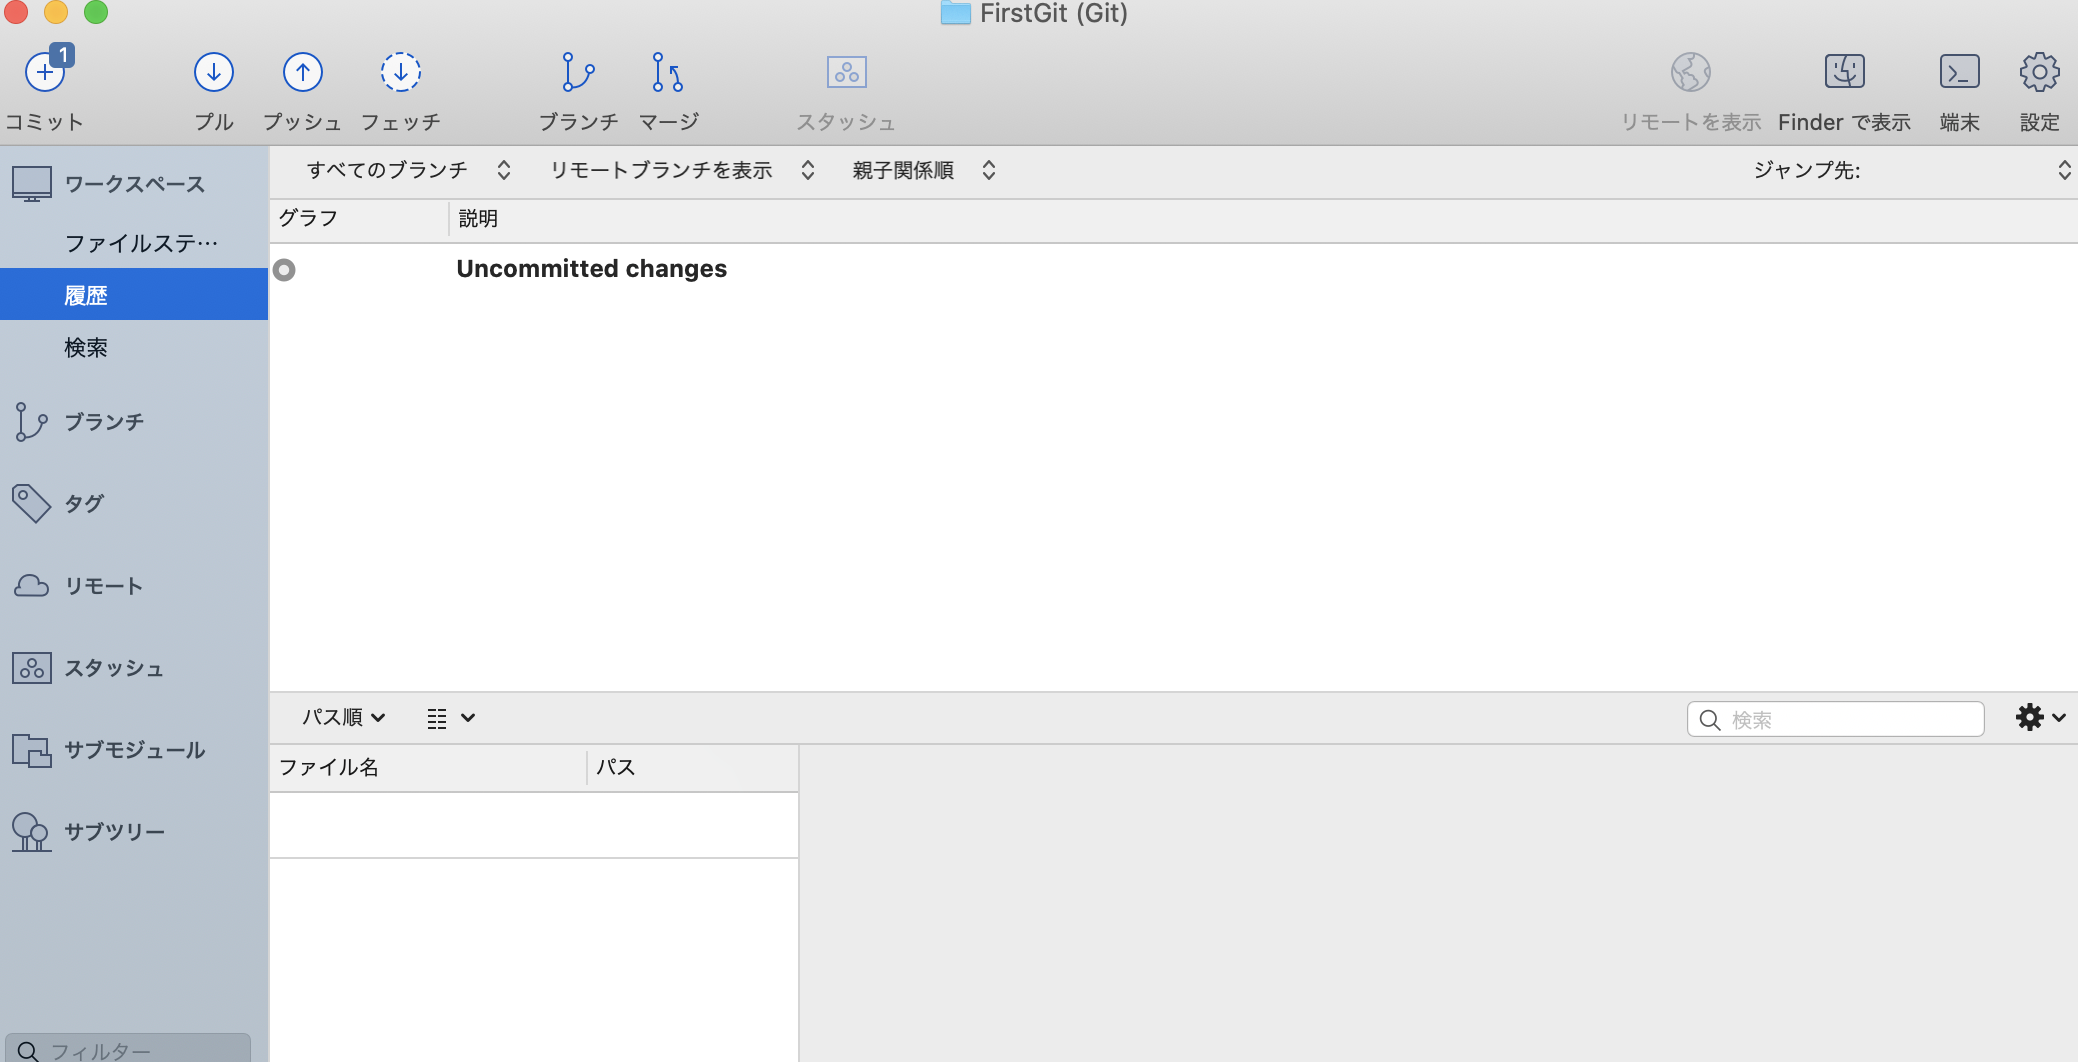 FirstGit (Git)
1
コミット プル プッシュ フェッチ ブランチ マージ スタッシュ リモートを表示 Finder で表示 端末 設定
ワークスペース
ファイルステ…
履歴
検索
ブランチ
タグ
リモート
スタッシュ
サブモジュール
サブツリー
フィルター
すべてのブランチ リモートブランチを表示 親子関係順 ジャンプ先:
グラフ 説明
Uncommitted changes
パス順 検索
ファイル名 パス